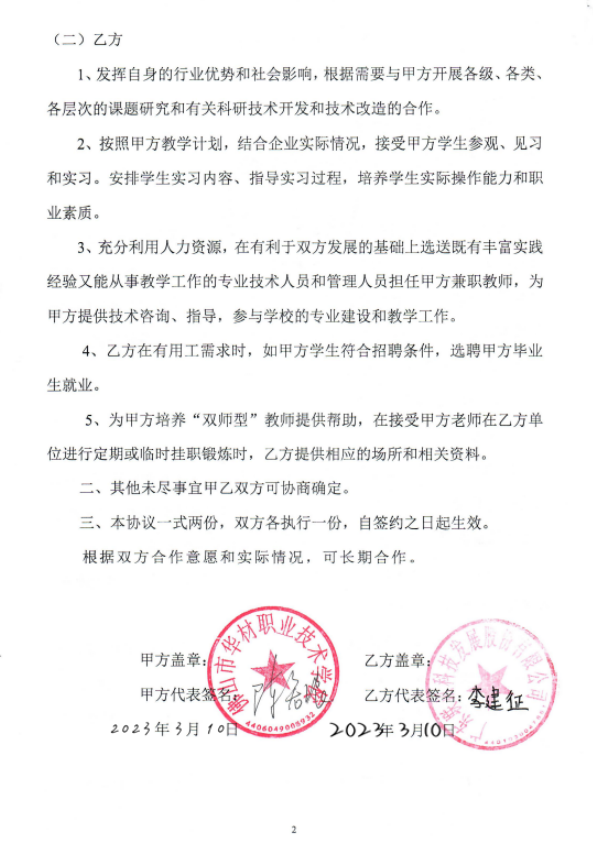 （二）乙方
1、发挥自身的行业优势和社会影响，根据需要与甲方开展各级、各类、
各层次的课题研究和有关科研技术开发和技术改造的合作。
2、按照甲方教学计划，结合企业实际情况，接受甲方学生参观、见习
和实习。安排学生实习内容、指导实习过程，培养学生实际操作能力和职
业素质。
3、充分利用人力资源，在有利于双方发展的基础上选送既有丰富实践
经验又能从事教学工作的专业技术人员和管理人员担任甲方兼职教师，为
甲方提供技术咨询、指导，参与学校的专业建设和教学工作。
4、乙方在有用工需求时，如甲方学生符合招聘条件，选聘甲方毕业
生就业。
5、为甲方培养“双师型”教师提供帮助，在接受甲方老师在乙方单
位进行定期或临时挂职锻炼时，乙方提供相应的场所和相关资料。
二、其他未尽事宜甲乙双方可协商确定。
三、本协议一式两份，双方各执行一份，自签约之日起生效。
根据双方合作意愿和实际情况，可长期合作。
佛山市华材职业技术学校
4406049008932
科技发展股份有限公司
甲方盖章：
乙方盖章：
甲方代表签名：
乙方代表签名：李建征
2023年3月10日
2023年3月10日
2